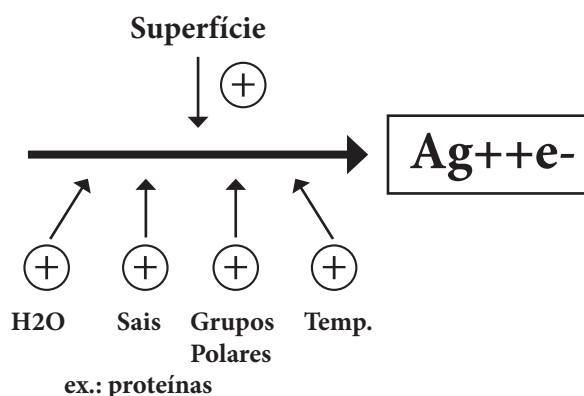 Superfície
+
Ag++e-
+ + + +
H2O Sais Grupos Temp.
Polares
ex.: proteínas